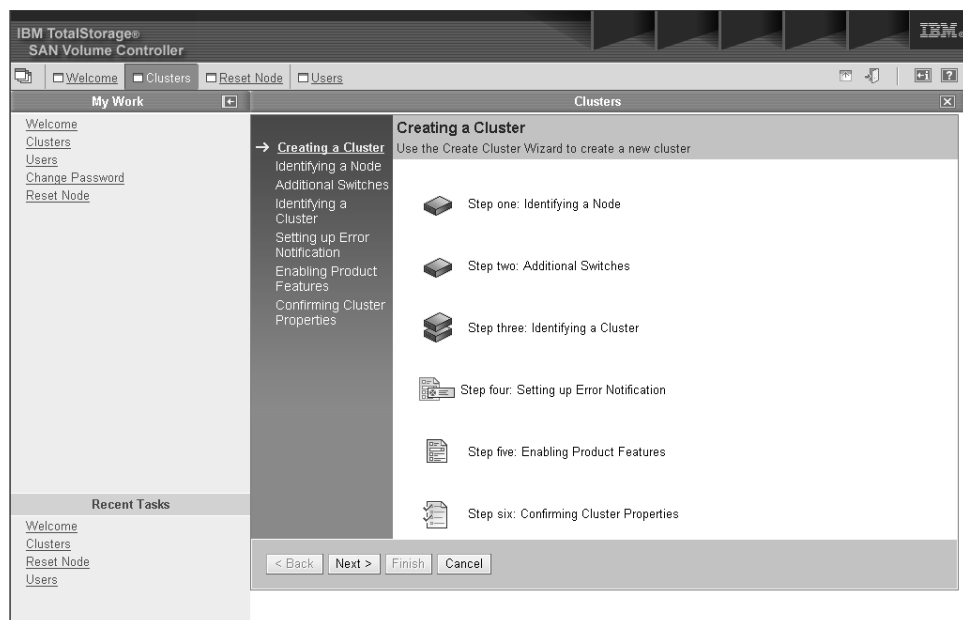 IBM TotalStorage®
SAN Volume Controller
IBM.
Welcome
Clusters
Reset Node
Users
My Work
Clusters
Welcome
Clusters
Users
Change Password
Reset Node
Creating a Cluster
Identifying a Node
Additional Switches
Identifying a
Cluster
Setting up Error
Notification
Enabling Product
Features
Confirming Cluster
Properties
Creating a Cluster
Use the Create Cluster Wizard to create a new cluster
Step one: Identifying a Node
Step two: Additional Switches
Step three: Identifying a Cluster
Step four: Setting up Error Notification
Step five: Enabling Product Features
Step six: Confirming Cluster Properties
Recent Tasks
Welcome
Clusters
Reset Node
Users
< Back
Next >
Finish
Cancel